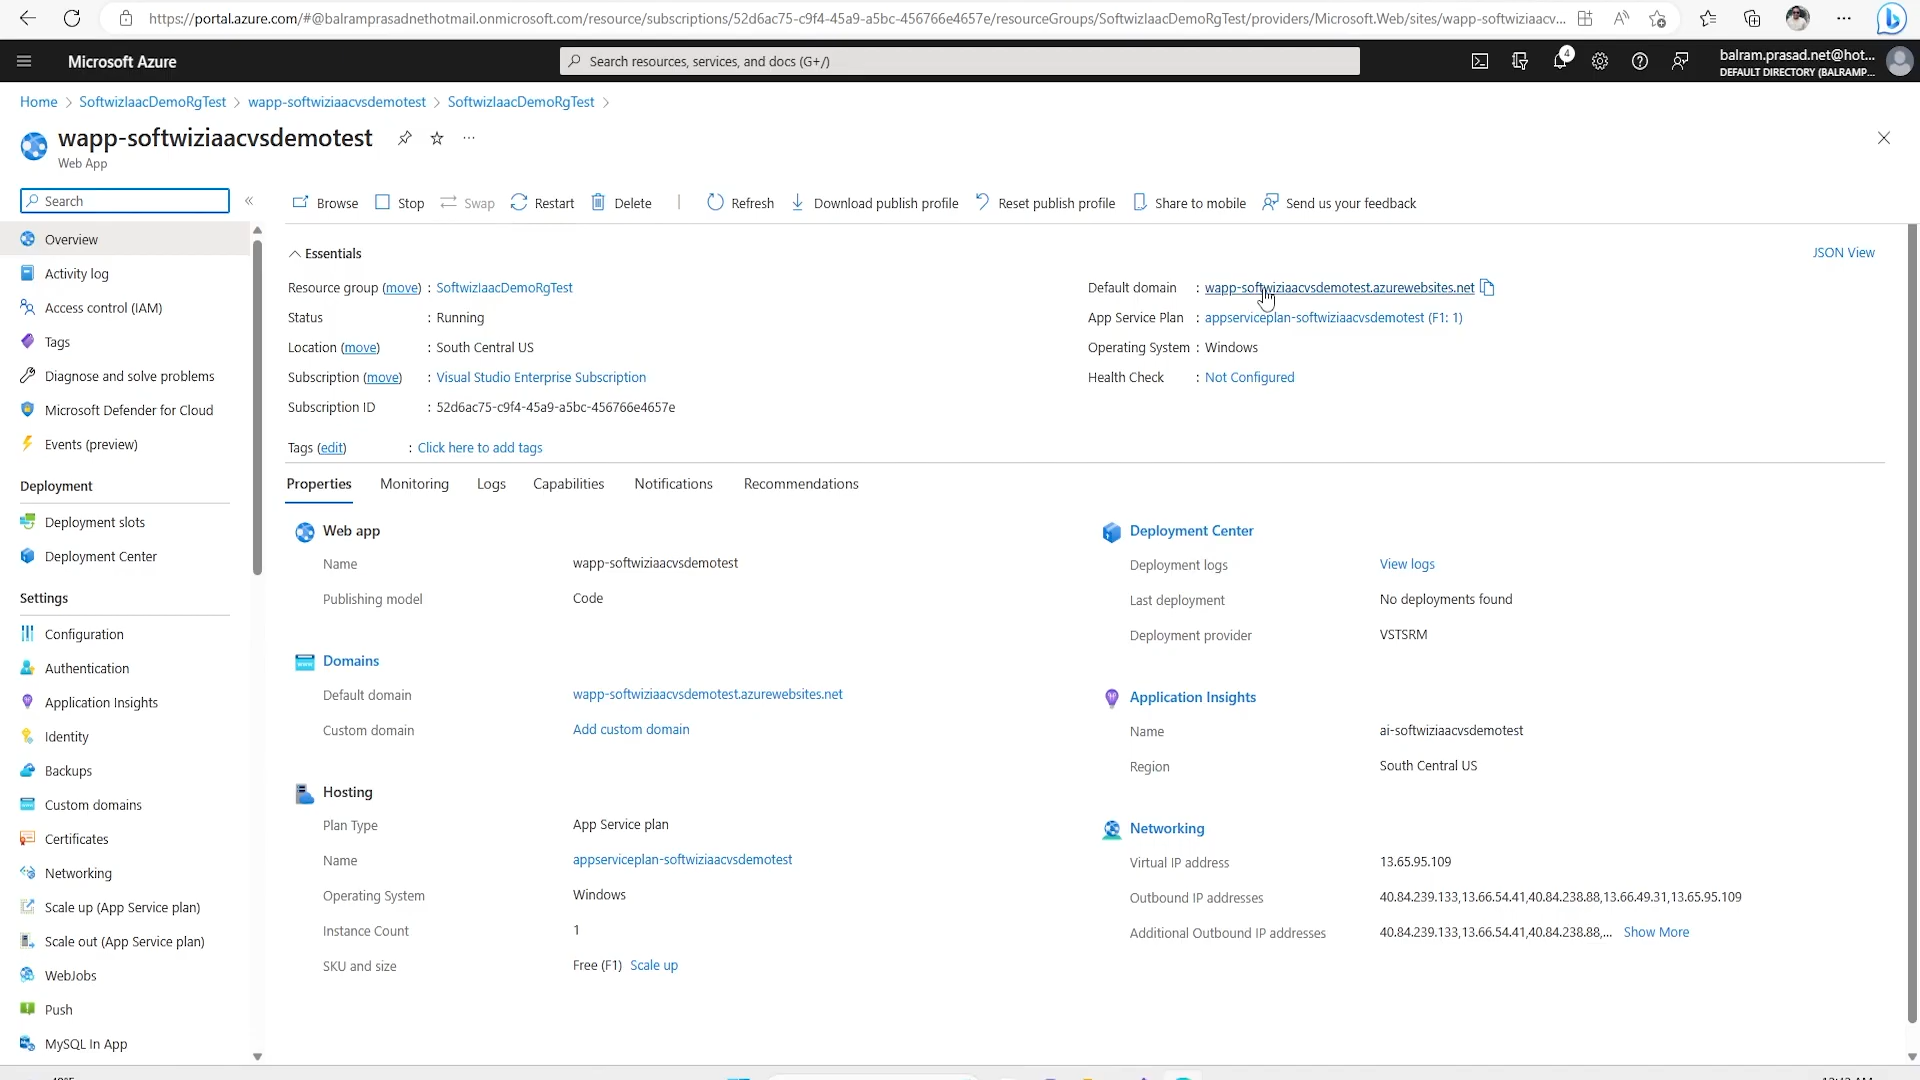 https://portal.azure.com/#@balramprasadnethotmail.onmicrosoft.com/resource/subscriptions/52d6ac75-c9f4-45a9-a5bc-456766e4657e/resourceGroups/SoftwizIaacDemoRgTest/providers/Microsoft.Web/sites/wapp-softwiziaacv...
Microsoft Azure
Search resources, services, and docs (G+/)
4
balram.prasad.net@hot...
DEFAULT DIRECTORY (BALRAMP...
Home > SoftwizIaacDemoRgTest > wapp-softwiziaacvsdemotest > SoftwizIaacDemoRgTest >
wapp-softwiziaacvsdemotest
Web App
Search
Browse Stop Swap Restart Delete Refresh Download publish profile Reset publish profile Share to mobile Send us your feedback
Overview
Activity log
Access control (IAM)
Tags
Diagnose and solve problems
Microsoft Defender for Cloud
Events (preview)
Deployment
Deployment slots
Deployment Center
Settings
Configuration
Authentication
Application Insights
Identity
Backups
Custom domains
Certificates
Networking
Scale up (App Service plan)
Scale out (App Service plan)
WebJobs
Push
MySQL In App
Essentials
JSON View
Resource group (move) : SoftwizIaacDemoRgTest
Status : Running
Location (move) : South Central US
Subscription (move) : Visual Studio Enterprise Subscription
Subscription ID : 52d6ac75-c9f4-45a9-a5bc-456766e4657e
Default domain : wapp-softwiziaacvsdemotest.azurewebsites.net
App Service Plan : appserviceplan-softwiziaacvsdemotest (F1: 1)
Operating System : Windows
Health Check : Not Configured
Tags (edit) : Click here to add tags
Properties Monitoring Logs Capabilities Notifications Recommendations
Web app
Name wapp-softwiziaacvsdemotest
Publishing model Code
Domains
Default domain wapp-softwiziaacvsdemotest.azurewebsites.net
Custom domain Add custom domain
Hosting
Plan Type App Service plan
Name appserviceplan-softwiziaacvsdemotest
Operating System Windows
Instance Count 1
SKU and size Free (F1) Scale up
Deployment Center
Deployment logs View logs
Last deployment No deployments found
Deployment provider VSTSRM
Application Insights
Name ai-softwiziaacvsdemotest
Region South Central US
Networking
Virtual IP address 13.65.95.109
Outbound IP addresses 40.84.239.133,13.66.54.41,40.84.238.88,13.66.49.31,13.65.95.109
Additional Outbound IP addresses 40.84.239.133,13.66.54.41,40.84.238.88,... Show More